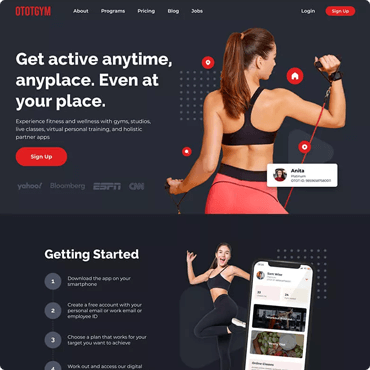 OTOTGYM
About Programs Pricing Blog Jobs Login Sign Up
Get active anytime,
anyplace. Even at
your place.
Experience fitness and wellness with gyms, studios,
live classes, virtual personal training, and holistic
partner apps
Sign Up
yahoo! Bloomberg ESPN CNN
Anita
Platinum
Getting Started
1 Download the app on your
smartphone
2 Create a free account with your
personal email or work email or
employee ID
3 Choose a plan that works for your
target you want to achieve
4 Work out and access our digital